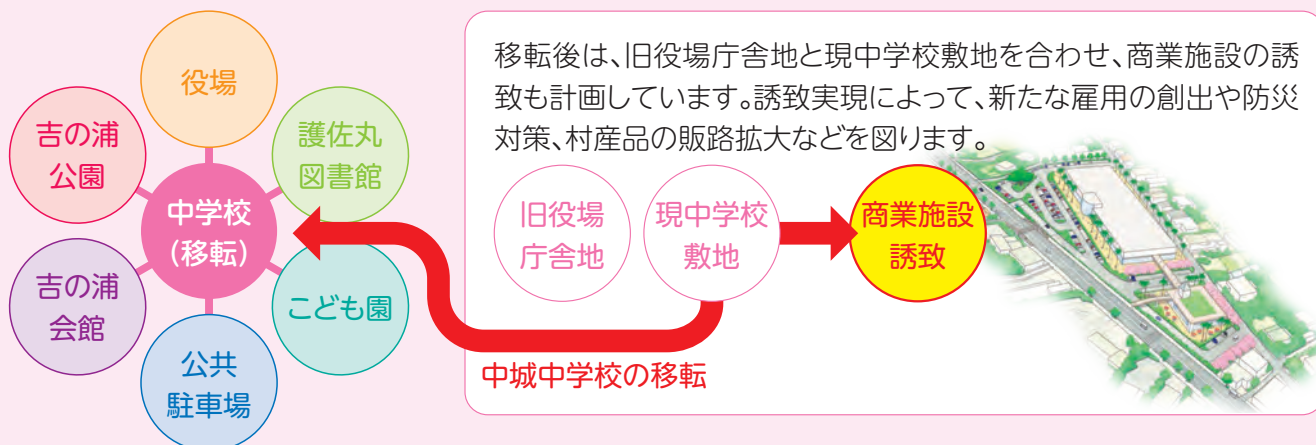 役場
吉の浦
公園
護佐丸
図書館
中学校
(移転)
吉の浦
会館
こども園
公共
駐車場
移転後は、旧役場庁舎地と現中学校敷地を合わせ、商業施設の誘
致も計画しています。誘致実現によって、新たな雇用の創出や防災
対策、村産品の販路拡大などを図ります。
旧役場
庁舎地
現中学校
敷地
商業施設
誘致
中城中学校の移転